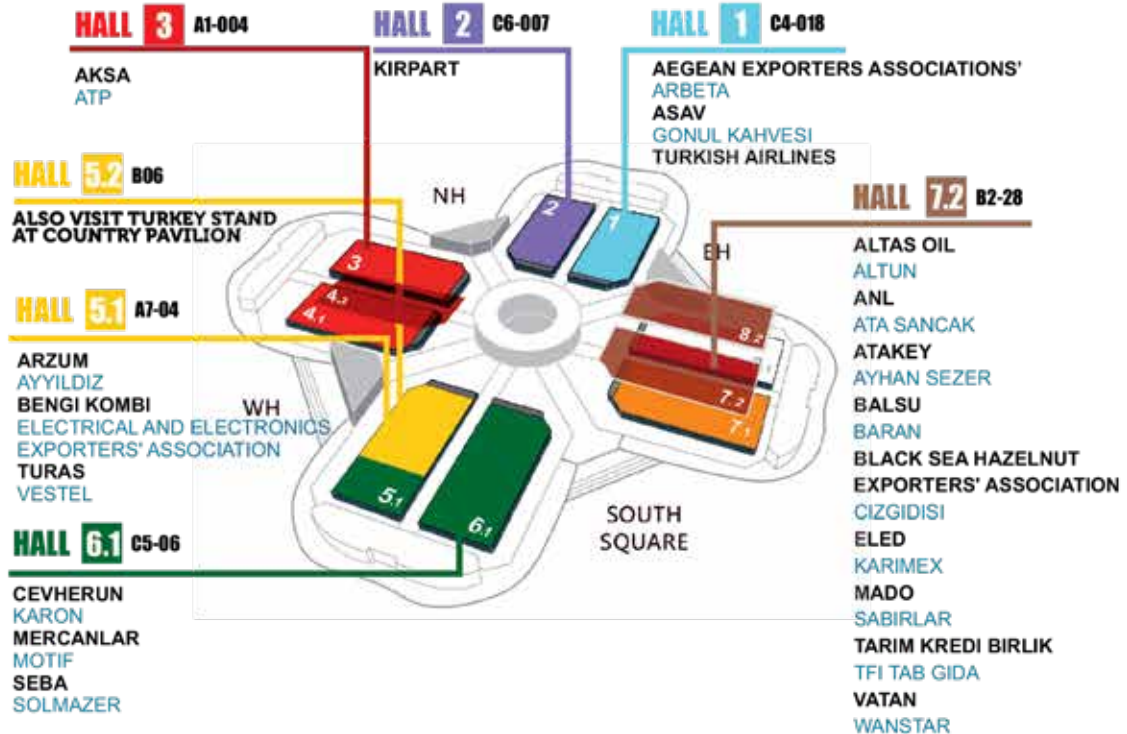 HALL 3 A1-004
AKSA
ATP
HALL 2 C6-007
KIRPART
HALL 1 C4-018
AEGEAN EXPORTERS ASSOCIATIONS'
ARBETA
ASAV
GONUL KAHVESI
TURKISH AIRLINES
HALL 5.2 B06
ALSO VISIT TURKEY STAND
AT COUNTRY PAVILION
HALL 5.1 A7-04
ARZUM
AYYILDIZ
BENGI KOMBI
ELECTRICAL AND ELECTRONICS
EXPORTERS' ASSOCIATION
TURAS
VESTEL
HALL 6.1 C5-06
CEVHERUN
KARON
MERCANLAR
MOTIF
SEBA
SOLMAZER
HALL 7.2 B2-28
ALTAS OIL
ALTUN
ANL
ATA SANCAK
ATAKEY
AYHAN SEZER
BALSU
BARAN
BLACK SEA HAZELNUT
EXPORTERS' ASSOCIATION
CIZGIDISI
ELED
KARIMEX
MADO
SABIRLAR
TARIM KREDI BIRLIK
TFI TAB GIDA
VATAN
WANSTAR
NH
EH
WH
SOUTH
SQUARE
2
1
3
4.1
8.2
7.2
7.1
5.1
6.1